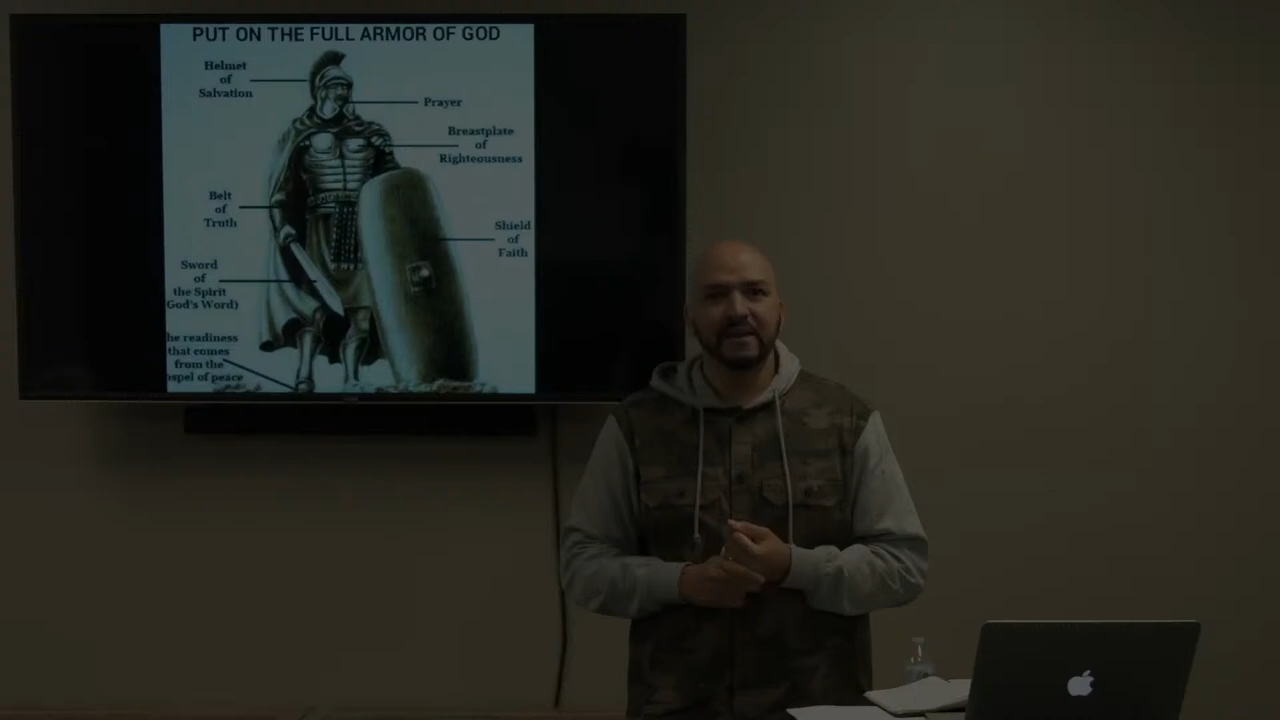 PUT ON THE FULL ARMOR OF GOD
Helmet
of
Salvation
Prayer
Breastplate
of
Righteousness
Belt
of
Truth
Shield
of
Faith
Sword
of
the Spirit
God's Word)
he readiness
that comes
from the
ospel of peace